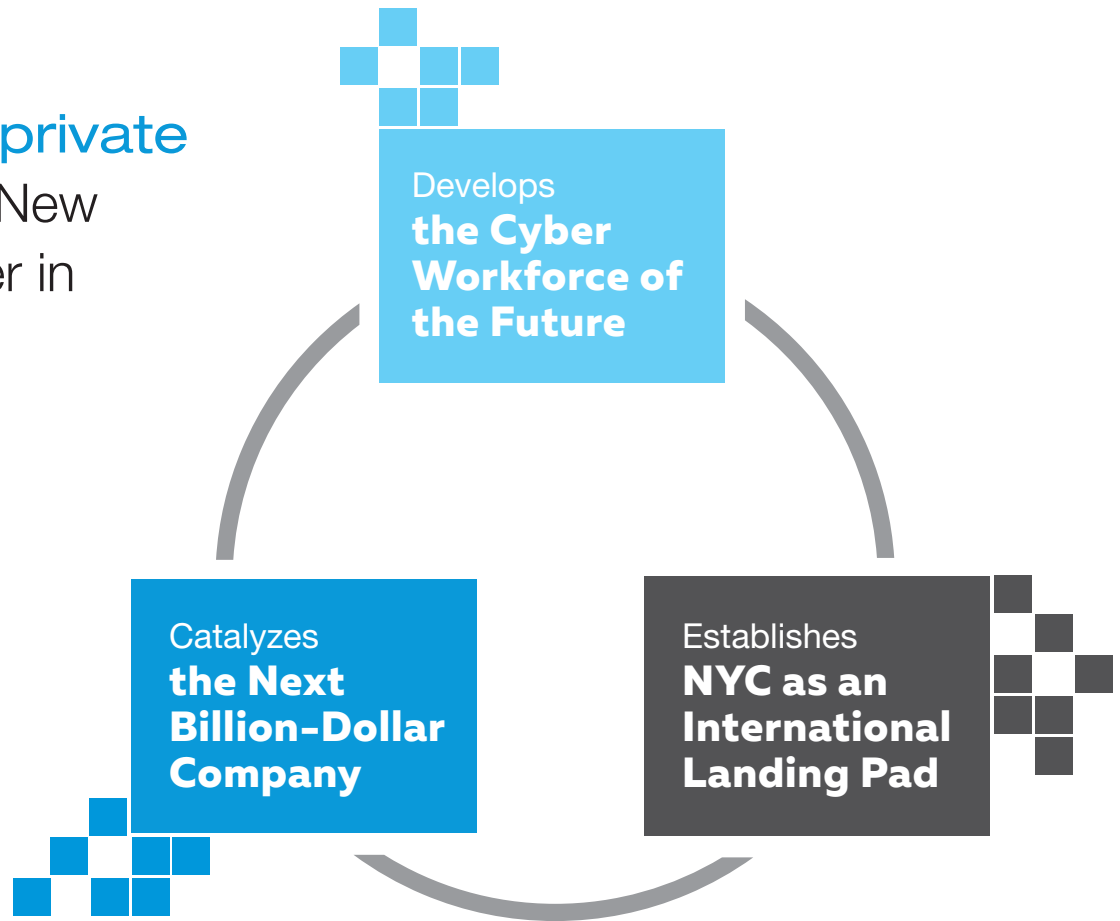 private
New
er in
Develops
the Cyber
Workforce of
the Future
Catalyzes
the Next
Billion-Dollar
Company
Establishes
NYC as an
International
Landing Pad